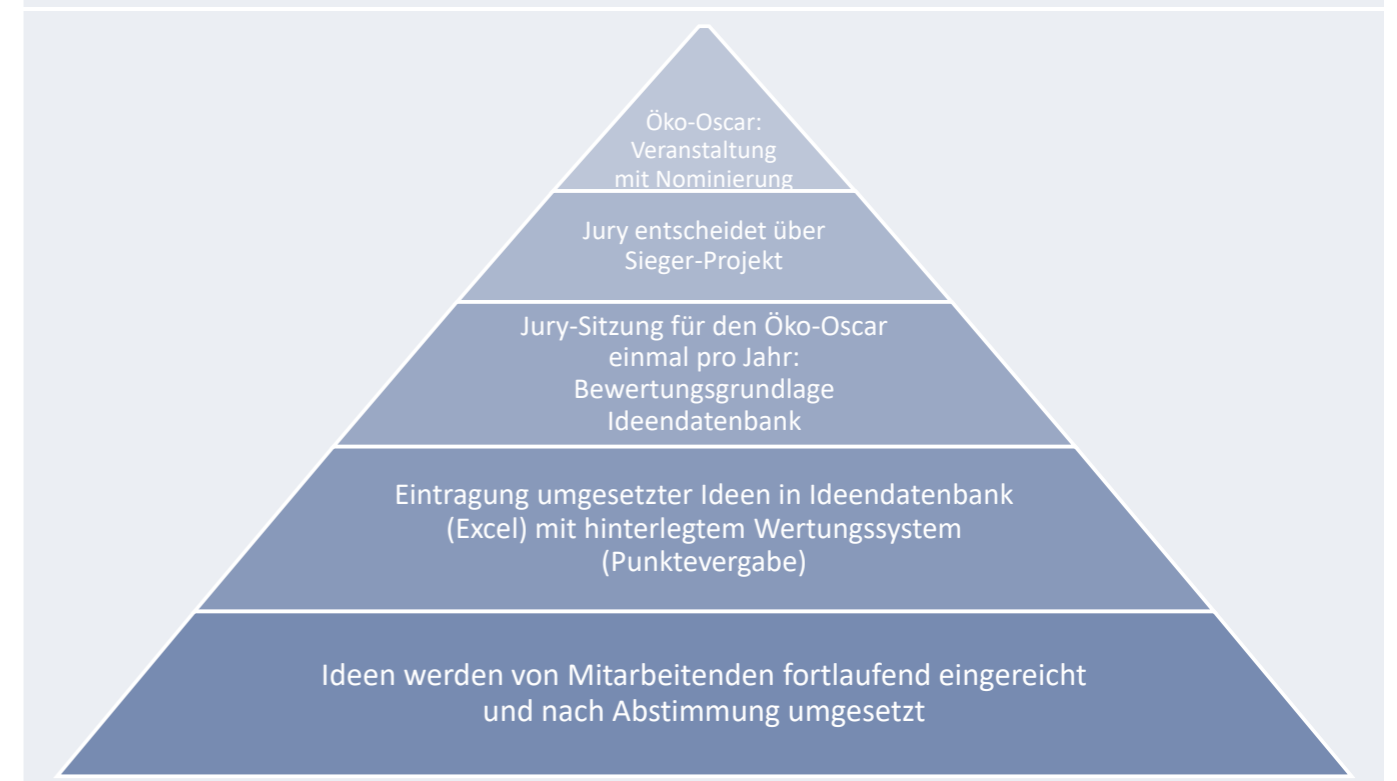 Öko-Oscar:
Veranstaltung
mit Nominierung
Jury entscheidet über
Sieger-Projekt
Jury-Sitzung für den Öko-Oscar
einmal pro Jahr:
Bewertungsgrundlage
Ideendatenbank
Eintragung umgesetzter Ideen in Ideendatenbank
(Excel) mit hinterlegtem Wertungssystem
(Punktevergabe)
Ideen werden von Mitarbeitenden fortlaufend eingereicht
und nach Abstimmung umgesetzt